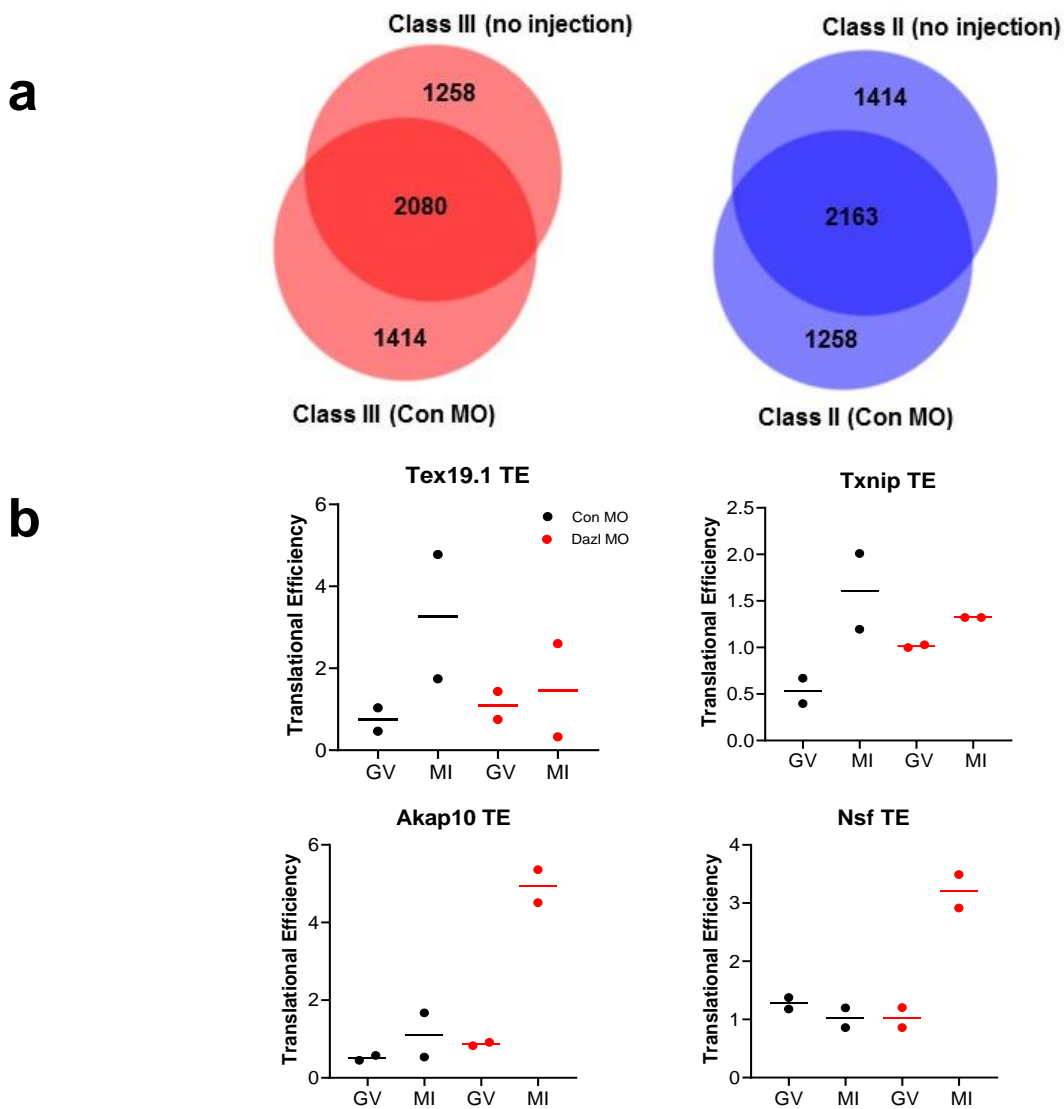 a
Class III (no injection)
1258
2080
1414
Class III (Con MO)
Class II (no injection)
1414
2163
1258
Class II (Con MO)
b
Tex19.1 TE
Translational Efficiency
6
4
2
0
GV MI GV MI
Con MO
Dazl MO
Txnip TE
Translational Efficiency
2.5
2.0
1.5
1.0
0.5
0.0
GV MI GV MI
Akap10 TE
Translational Efficiency
6
4
2
0
GV MI GV MI
Nsf TE
Translational Efficiency
4
3
2
1
0
GV MI GV MI